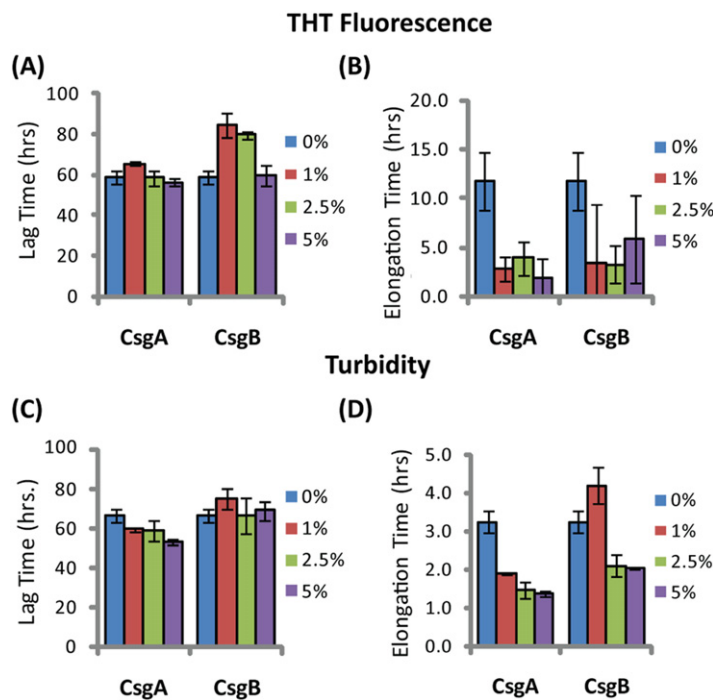 THT Fluorescence
(A)
Lag Time (hrs)
100
80
60
40
20
0
CsgA
CsgB
0%
1%
2.5%
5%
(B)
Elongation Time (hrs)
20.0
15.0
10.0
5.0
0.0
CsgA
CsgB
0%
1%
2.5%
5%
Turbidity
(C)
Lag Time (hrs.)
100
80
60
40
20
0
CsgA
CsgB
0%
1%
2.5%
5%
(D)
Elongation Time (hrs)
5.0
4.0
3.0
2.0
1.0
0.0
CsgA
CsgB
0%
1%
2.5%
5%